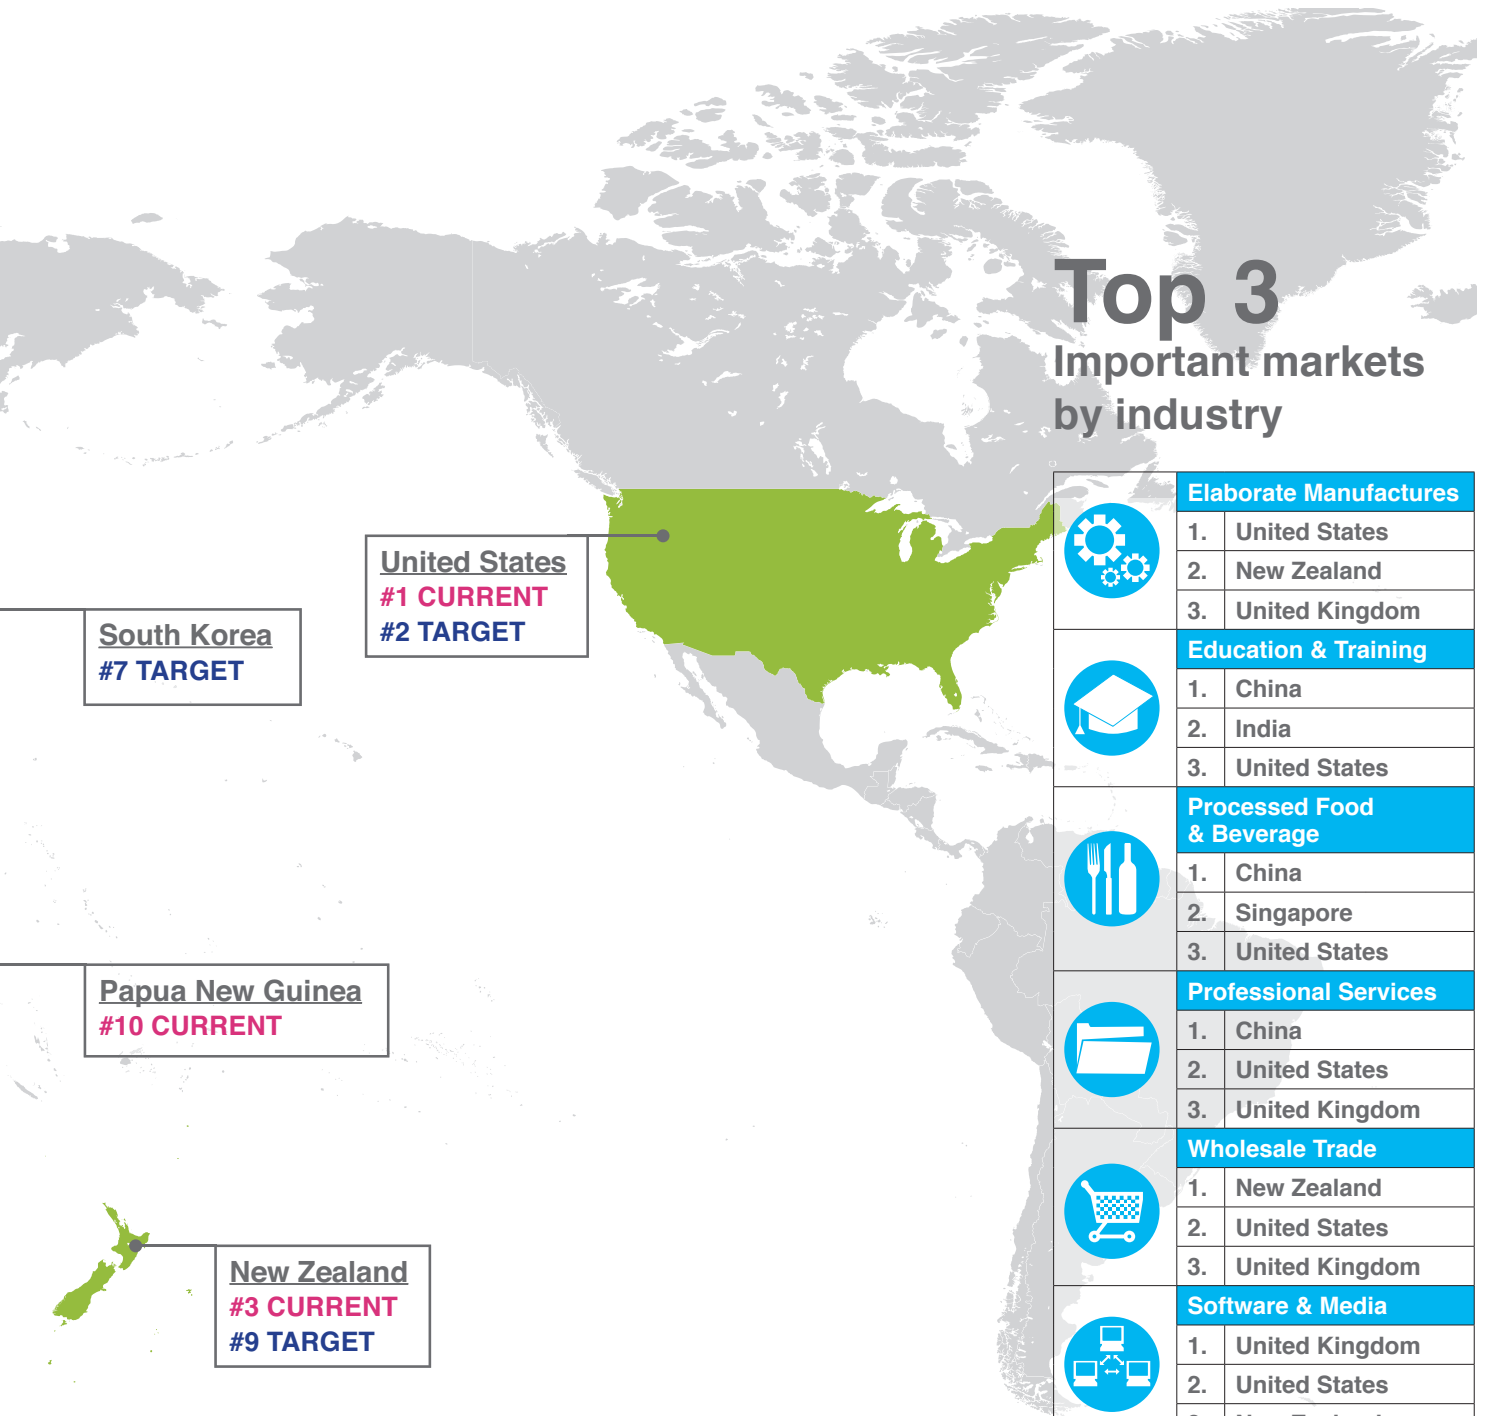 Top 3
Important markets
by industry
United States
#1 CURRENT
#2 TARGET
South Korea
#7 TARGET
Papua New Guinea
#10 CURRENT
New Zealand
#3 CURRENT
#9 TARGET
Elaborate Manufactures
1. United States
2. New Zealand
3. United Kingdom
Education & Training
1. China
2. India
3. United States
Processed Food
& Beverage
1. China
2. Singapore
3. United States
Professional Services
1. China
2. United States
3. United Kingdom
Wholesale Trade
1. New Zealand
2. United States
3. United Kingdom
Software & Media
1. United Kingdom
2. United States